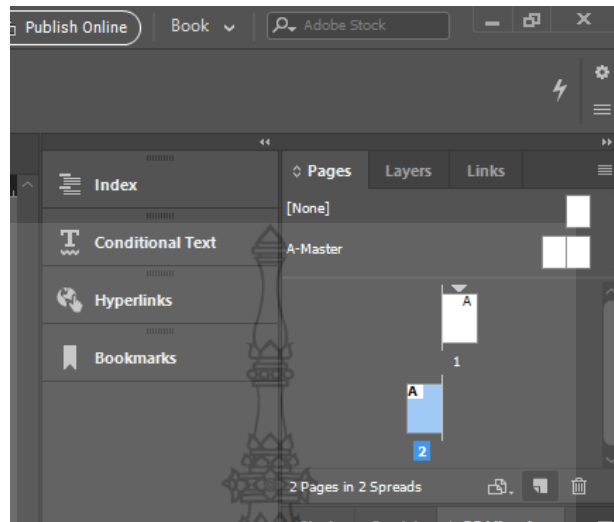 Publish Online
Book
Adobe Stock
Pages
Layers
Links
Index
[None]
Conditional Text
A-Master
Hyperlinks
A
1
Bookmarks
A
2
2 Pages in 2 Spreads